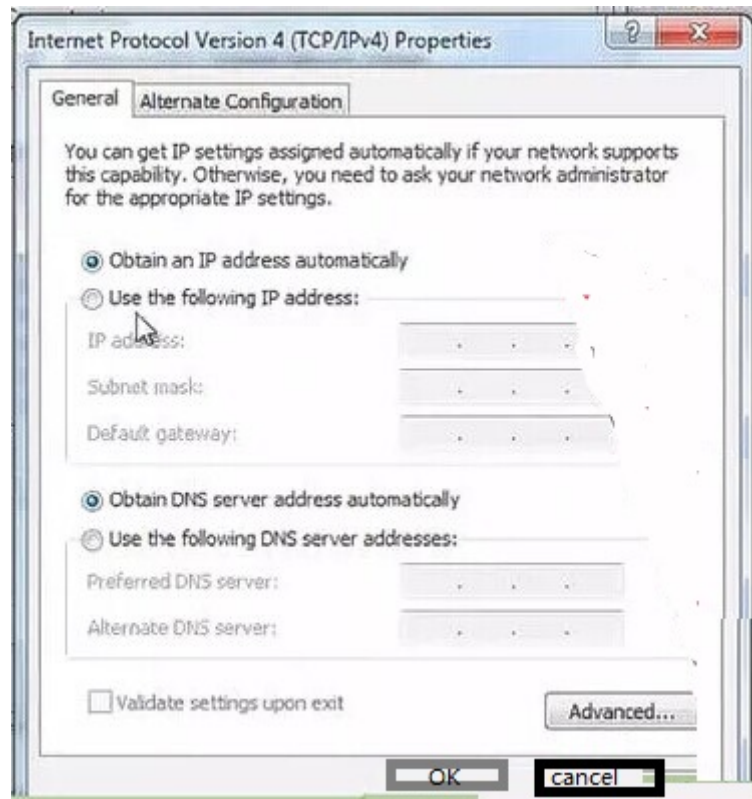 Internet Protocol Version 4 (TCP/IPv4) Properties
General
Alternate Configuration
You can get IP settings assigned automatically if your network supports
this capability. Otherwise, you need to ask your network administrator
for the appropriate IP settings.
Obtain an IP address automatically
Use the following IP address:
IP address:
Subnet mask:
Default gateway:
Obtain DNS server address automatically
Use the following DNS server addresses:
Preferred DNS server:
Alternate DNS server:
Validate settings upon exit
Advanced...
OK
cancel